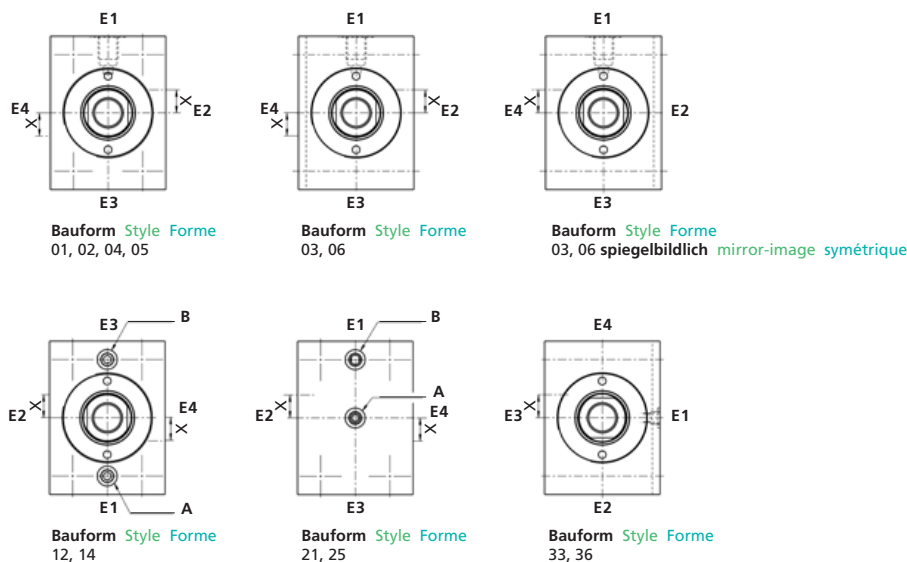 E1
E4 X X E2
E3
Bauform Style Forme
01, 02, 04, 05
E1
E4 X X E2
E3
Bauform Style Forme
03, 06
E1
E4 X E2
E3
Bauform Style Forme
03, 06 spiegelbildlich mirror-image symétrique
E3 B
E2 X X E4
E1 A
Bauform Style Forme
12, 14
E1 B
A
E2 X X E4
E3
Bauform Style Forme
21, 25
E4
E3 X E1
E2
Bauform Style Forme
33, 36